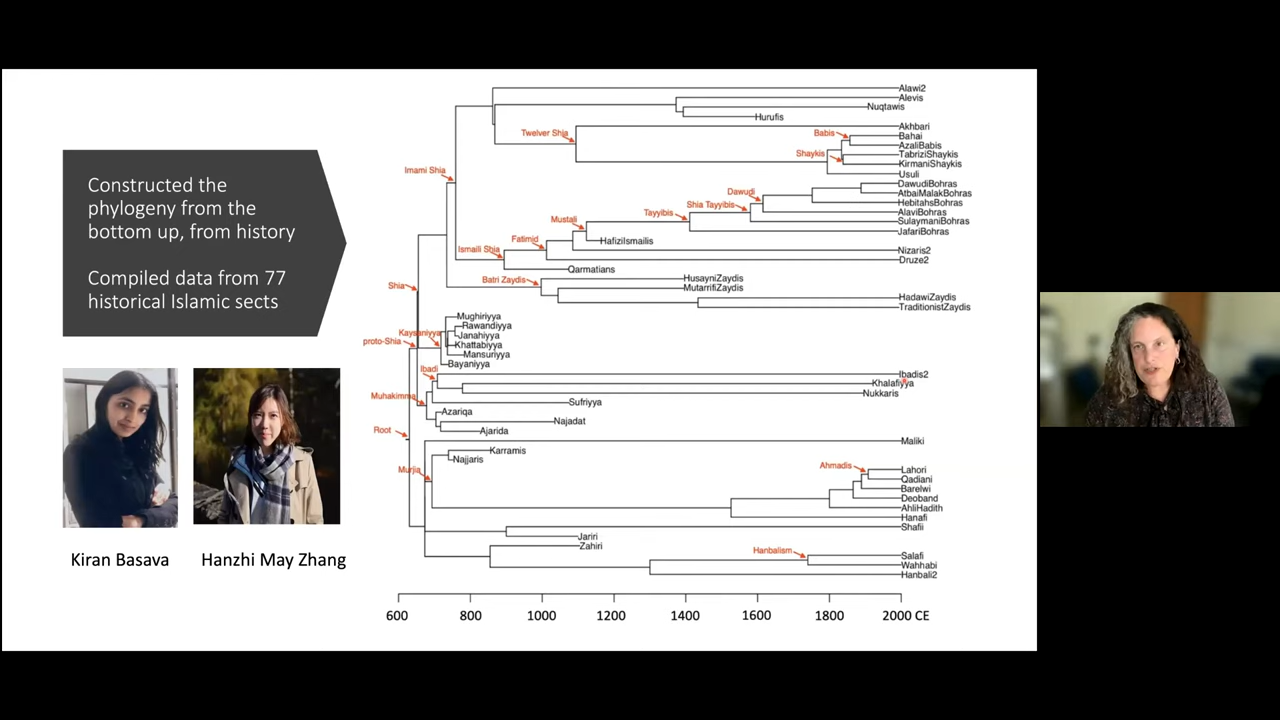 Constructed the
phylogeny from the
bottom up, from history
Compiled data from 77
historical Islamic sects
Kiran Basava
Hanzhi May Zhang
Alawi2
Alevis
Nuqtawis
Hurufis
Akhbari
Twelver Shia
Babis
Bahai
AzaliBabis
Shaykis
TabriziShaykis
KirmaniShaykis
Usuli
Imami Shia
DawudiBohras
Dawudi
AtbaiMalakBohras
HebitahsBohras
Shia Tayyibis
AlaviBohras
Tayyibis
SulaymaniBohras
Mustali
JafariBohras
Fatimid
HafiziIsmailis
Ismaili Shia
Nizaris2
Druze2
Qarmatians
Batri Zaydis
HusayniZaydis
Shia
MutarrifiZaydis
HadawiZaydis
TraditionistZaydis
Mughiriyya
Rawandiyya
Kaysaniyya
Janahiyya
proto-Shia
Khattabiyya
Mansuriyya
Bayaniyya
Ibadi
Ibadis2
Khalafiyya
Nukkaris
Muhakimma
Sufriyya
Azariqa
Najadat
Root
Ajarida
Maliki
Karramis
Najjaris
Murjia
Ahmadis
Lahori
Qadiani
Barelwi
Deoband
AhliHadith
Hanafi
Shafii
Jariri
Zahiri
Hanbalism
Salafi
Wahhabi
Hanbali2
600 800 1000 1200 1400 1600 1800 2000 CE